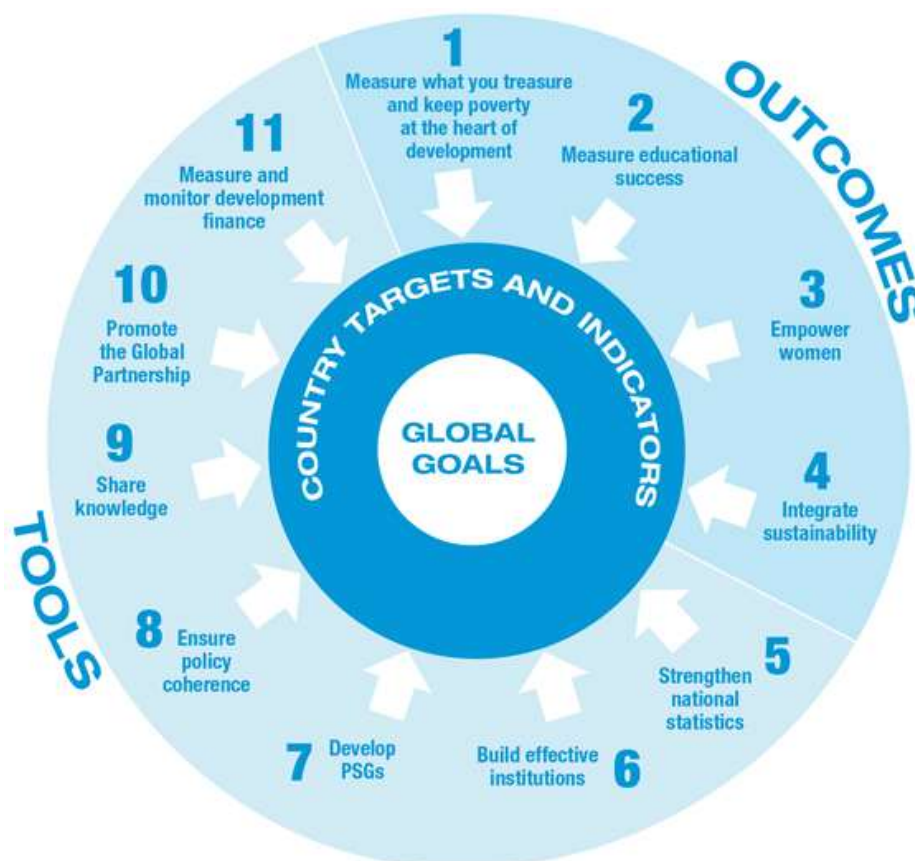 OUTCOMES
TOOLS
1
Measure what you treasure
and keep poverty
at the heart of
development
2
Measure educational
success
3
Empower
women
4
Integrate
sustainability
5
Strengthen
national
statistics
6
Build effective
institutions
7
Develop
PSGs
8
Ensure
policy
coherence
9
Share
knowledge
10
Promote
the Global
Partnership
11
Measure and
monitor development
finance
COUNTRY TARGETS AND INDICATORS
GLOBAL
GOALS